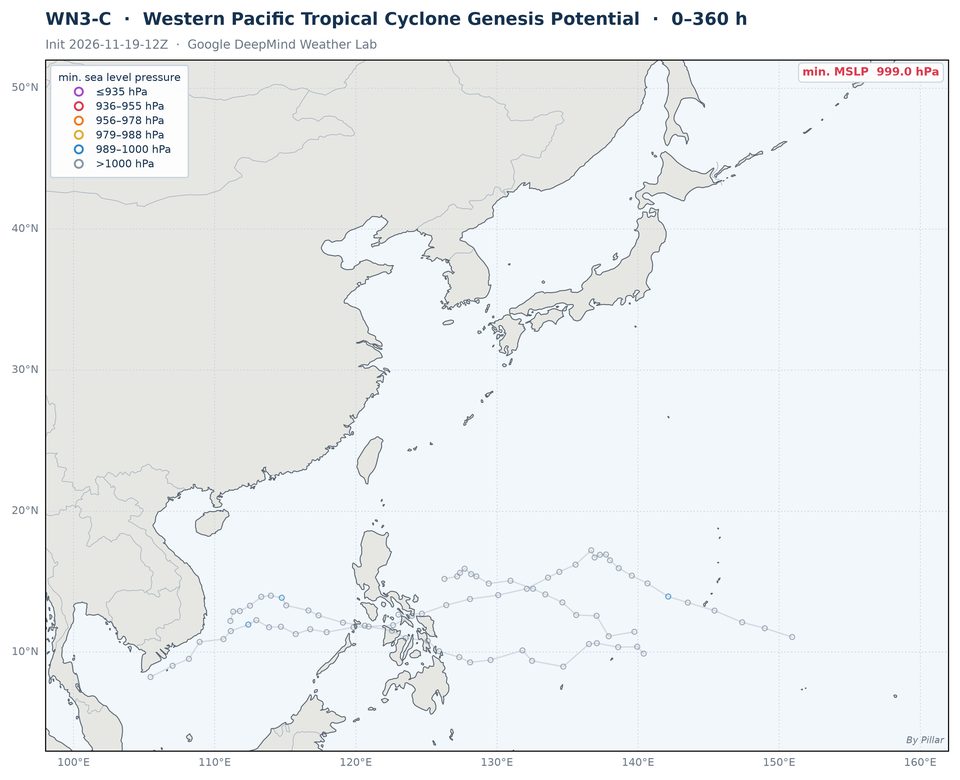 WN3-C · Western Pacific Tropical Cyclone Genesis Potential · 0–360 h
Init 2026-11-19-12Z · Google DeepMind Weather Lab
min. sea level pressure
≤935 hPa
936–955 hPa
956–978 hPa
979–988 hPa
989–1000 hPa
>1000 hPa
min. MSLP 999.0 hPa
50°N
40°N
30°N
20°N
10°N
By Pillar
100°E 110°E 120°E 130°E 140°E 150°E 160°E